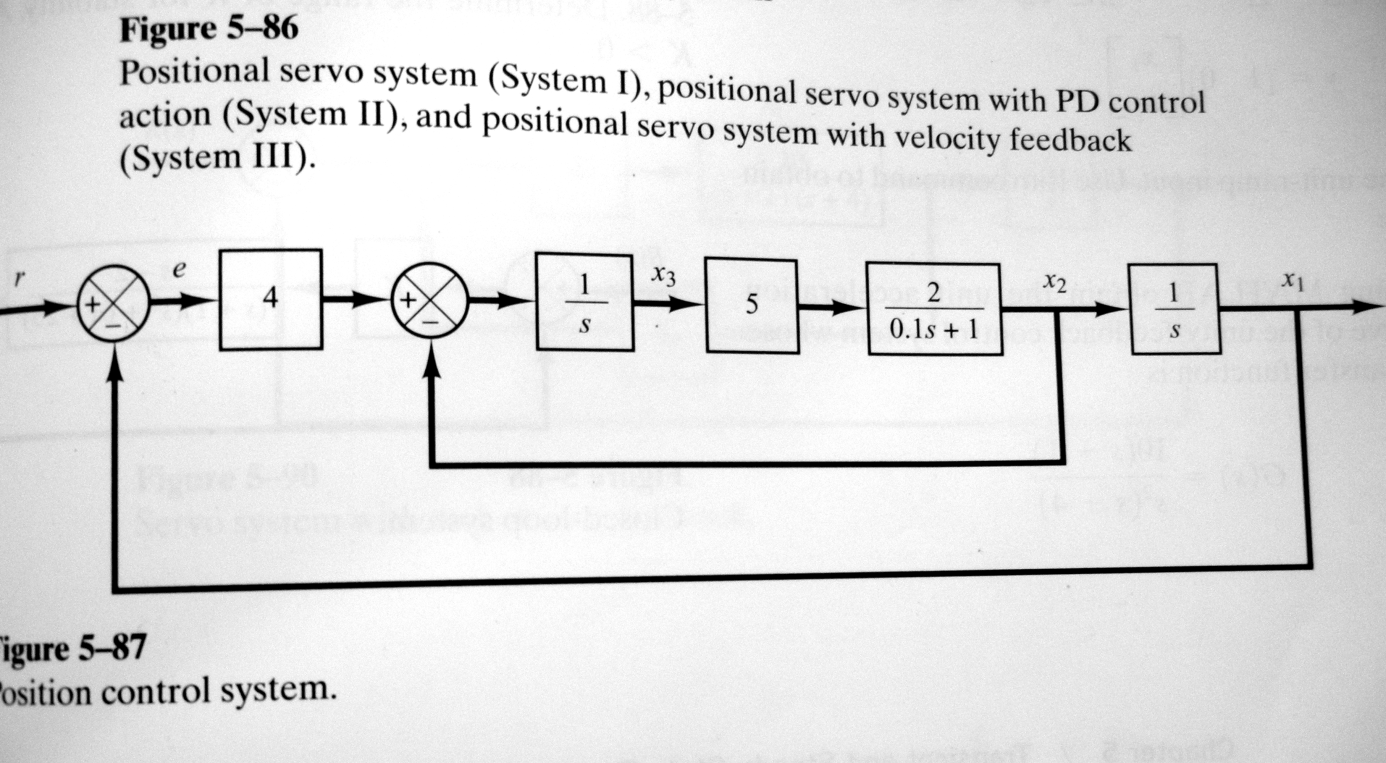 Figure 5–86
Positional servo system (System I), positional servo system with PD control
action (System II), and positional servo system with velocity feedback
(System III).
r
+
−
e
4
+
−
1
s
x3
5
2
0.1s + 1
x2
1
s
x1
igure 5–87
osition control system.